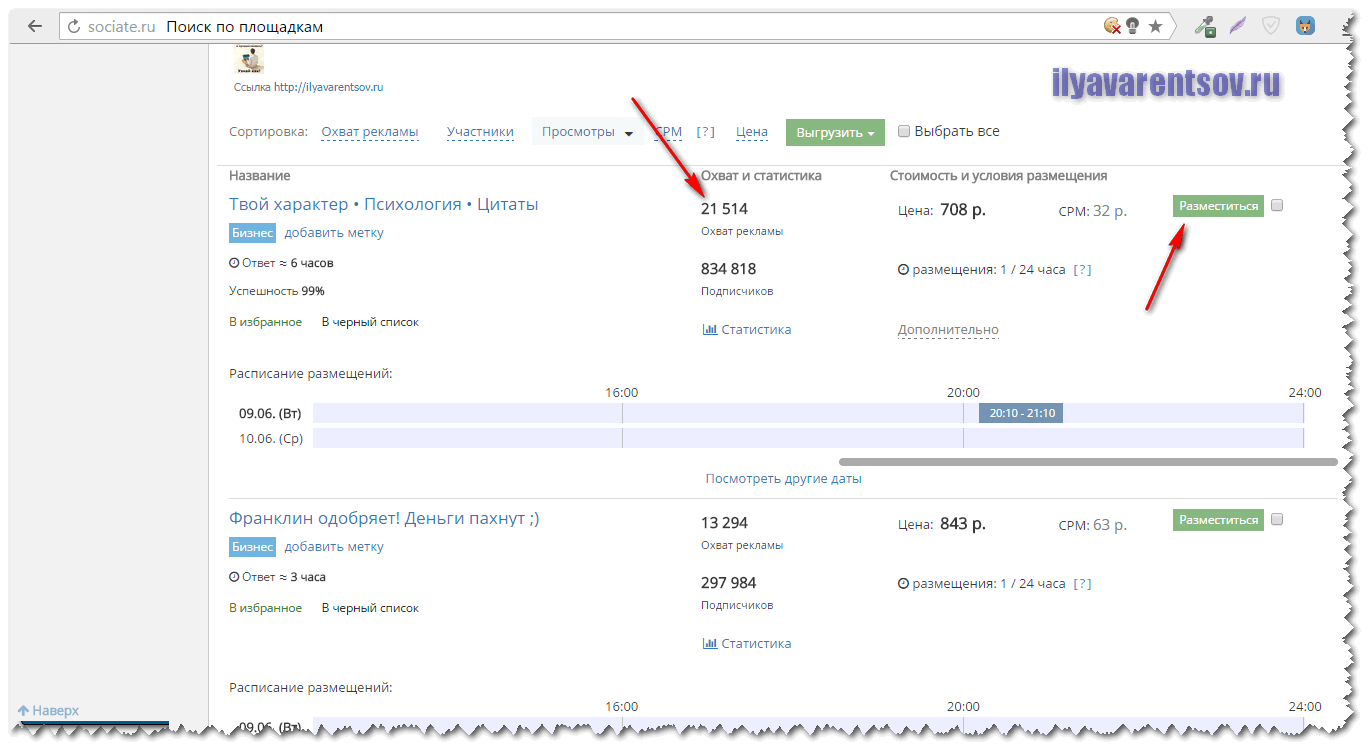 sociate.ru Поиск по площадкам
Ссылка http://ilyavarentsov.ru
ilyavarentsov.ru
Сортировка: Охват рекламы Участники Просмотры CPM [?] Цена Выгрузить Выбрать все
Название Охват и статистика Стоимость и условия размещения
Твой характер • Психология • Цитаты 21 514 Цена: 708 р. CPM: 32 р. Разместиться
Бизнес добавить метку Охват рекламы
Ответ ≈ 6 часов 834 818 размещения: 1 / 24 часа [?]
Успешность 99% Подписчиков
В избранное В черный список Статистика Дополнительно
Расписание размещений:
16:00 20:00 24:00
09.06. (Вт) 20:10 - 21:10
10.06. (Ср)
Посмотреть другие даты
Франклин одобряет! Деньги пахнут ;) 13 294 Цена: 843 р. CPM: 63 р. Разместиться
Бизнес добавить метку Охват рекламы
Ответ ≈ 3 часа 297 984 размещения: 1 / 24 часа [?]
В избранное В черный список Подписчиков
Статистика
Расписание размещений:
16:00 20:00 24:00
Наверх
09.06. (Вт)